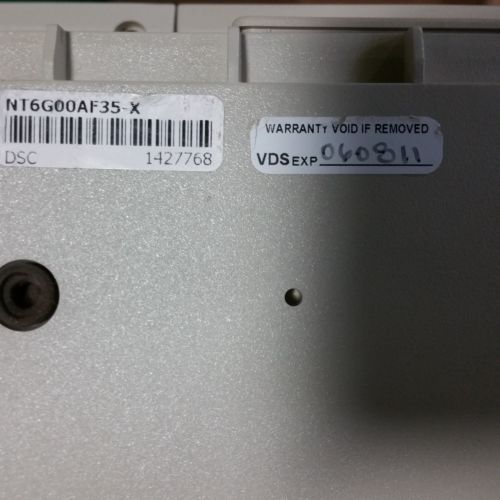 NT6G00AF35-X
DSC 1427768
WARRANTY VOID IF REMOVED
VDS EXP 060811